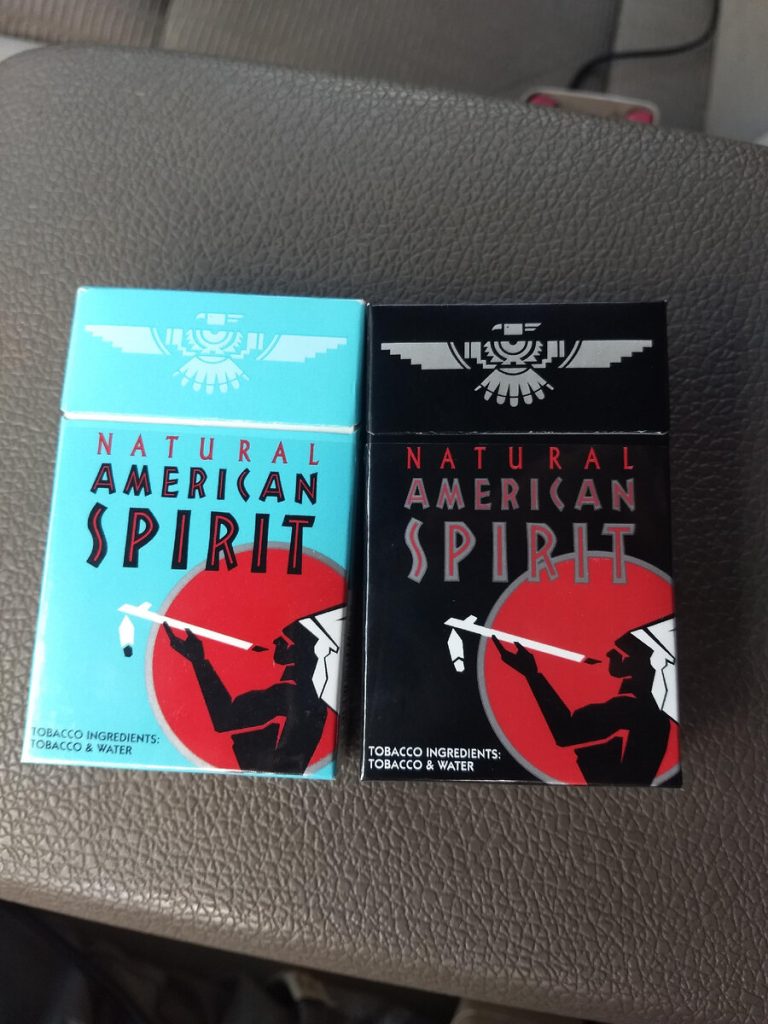 NATURAL
AMERICAN
SPIRIT
TOBACCO INGREDIENTS:
TOBACCO & WATER
NATURAL
AMERICAN
SPIRIT
TOBACCO INGREDIENTS:
TOBACCO & WATER